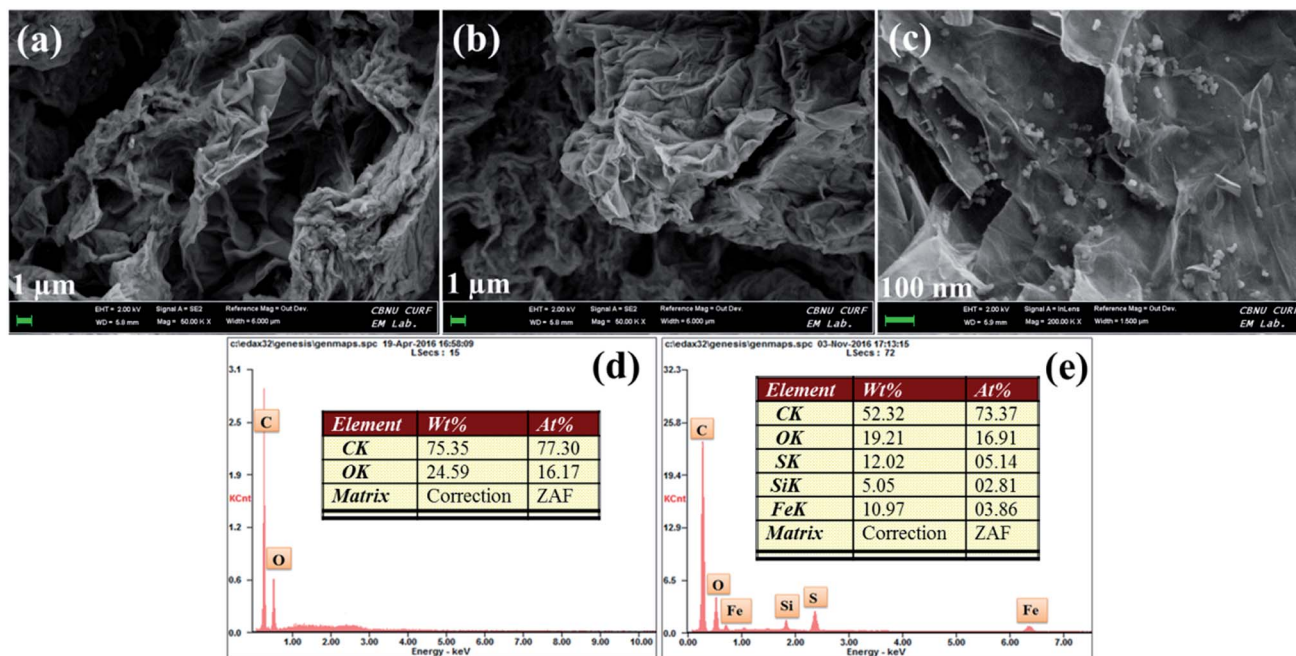 (a)
1 µm
EHT = 2.00 kV Signal A = SE2 Reference Mag = Out Dev. CBNU CURF
WD = 5.8 mm Mag = 50.00 K X Width = 6.000 µm EM Lab.
(b)
1 µm
EHT = 2.00 kV Signal A = SE2 Reference Mag = Out Dev. CBNU CURF
WD = 5.8 mm Mag = 50.00 K X Width = 6.000 µm EM Lab.
(c)
100 nm
EHT = 2.00 kV Signal A = InLens Reference Mag = Out Dev. CBNU CURF
WD = 5.9 mm Mag = 200.00 K X Width = 1.500 µm EM Lab.
c:\edax32\genesis\genmaps.spc 19-Apr-2016 16:58:09
LSecs : 15
(d)
3.1
2.5
1.9
KCnt
1.2
0.6
0.0
C
O
Element Wt% At%
CK 75.35 77.30
OK 24.59 16.17
Matrix Correction ZAF
1.00 2.00 3.00 4.00 5.00 6.00 7.00 8.00 9.00 10.00
Energy - keV
c:\edax32\genesis\genmaps.spc 03-Nov-2016 17:13:15
LSecs : 72
(e)
32.3
25.8
19.4
KCnt
12.9
6.5
0.0
C
O
Fe
Si
S
Fe
Element Wt% At%
CK 52.32 73.37
OK 19.21 16.91
SK 12.02 05.14
SiK 5.05 02.81
FeK 10.97 03.86
Matrix Correction ZAF
0.00 1.00 2.00 3.00 4.00 5.00 6.00 7.00
Energy - keV